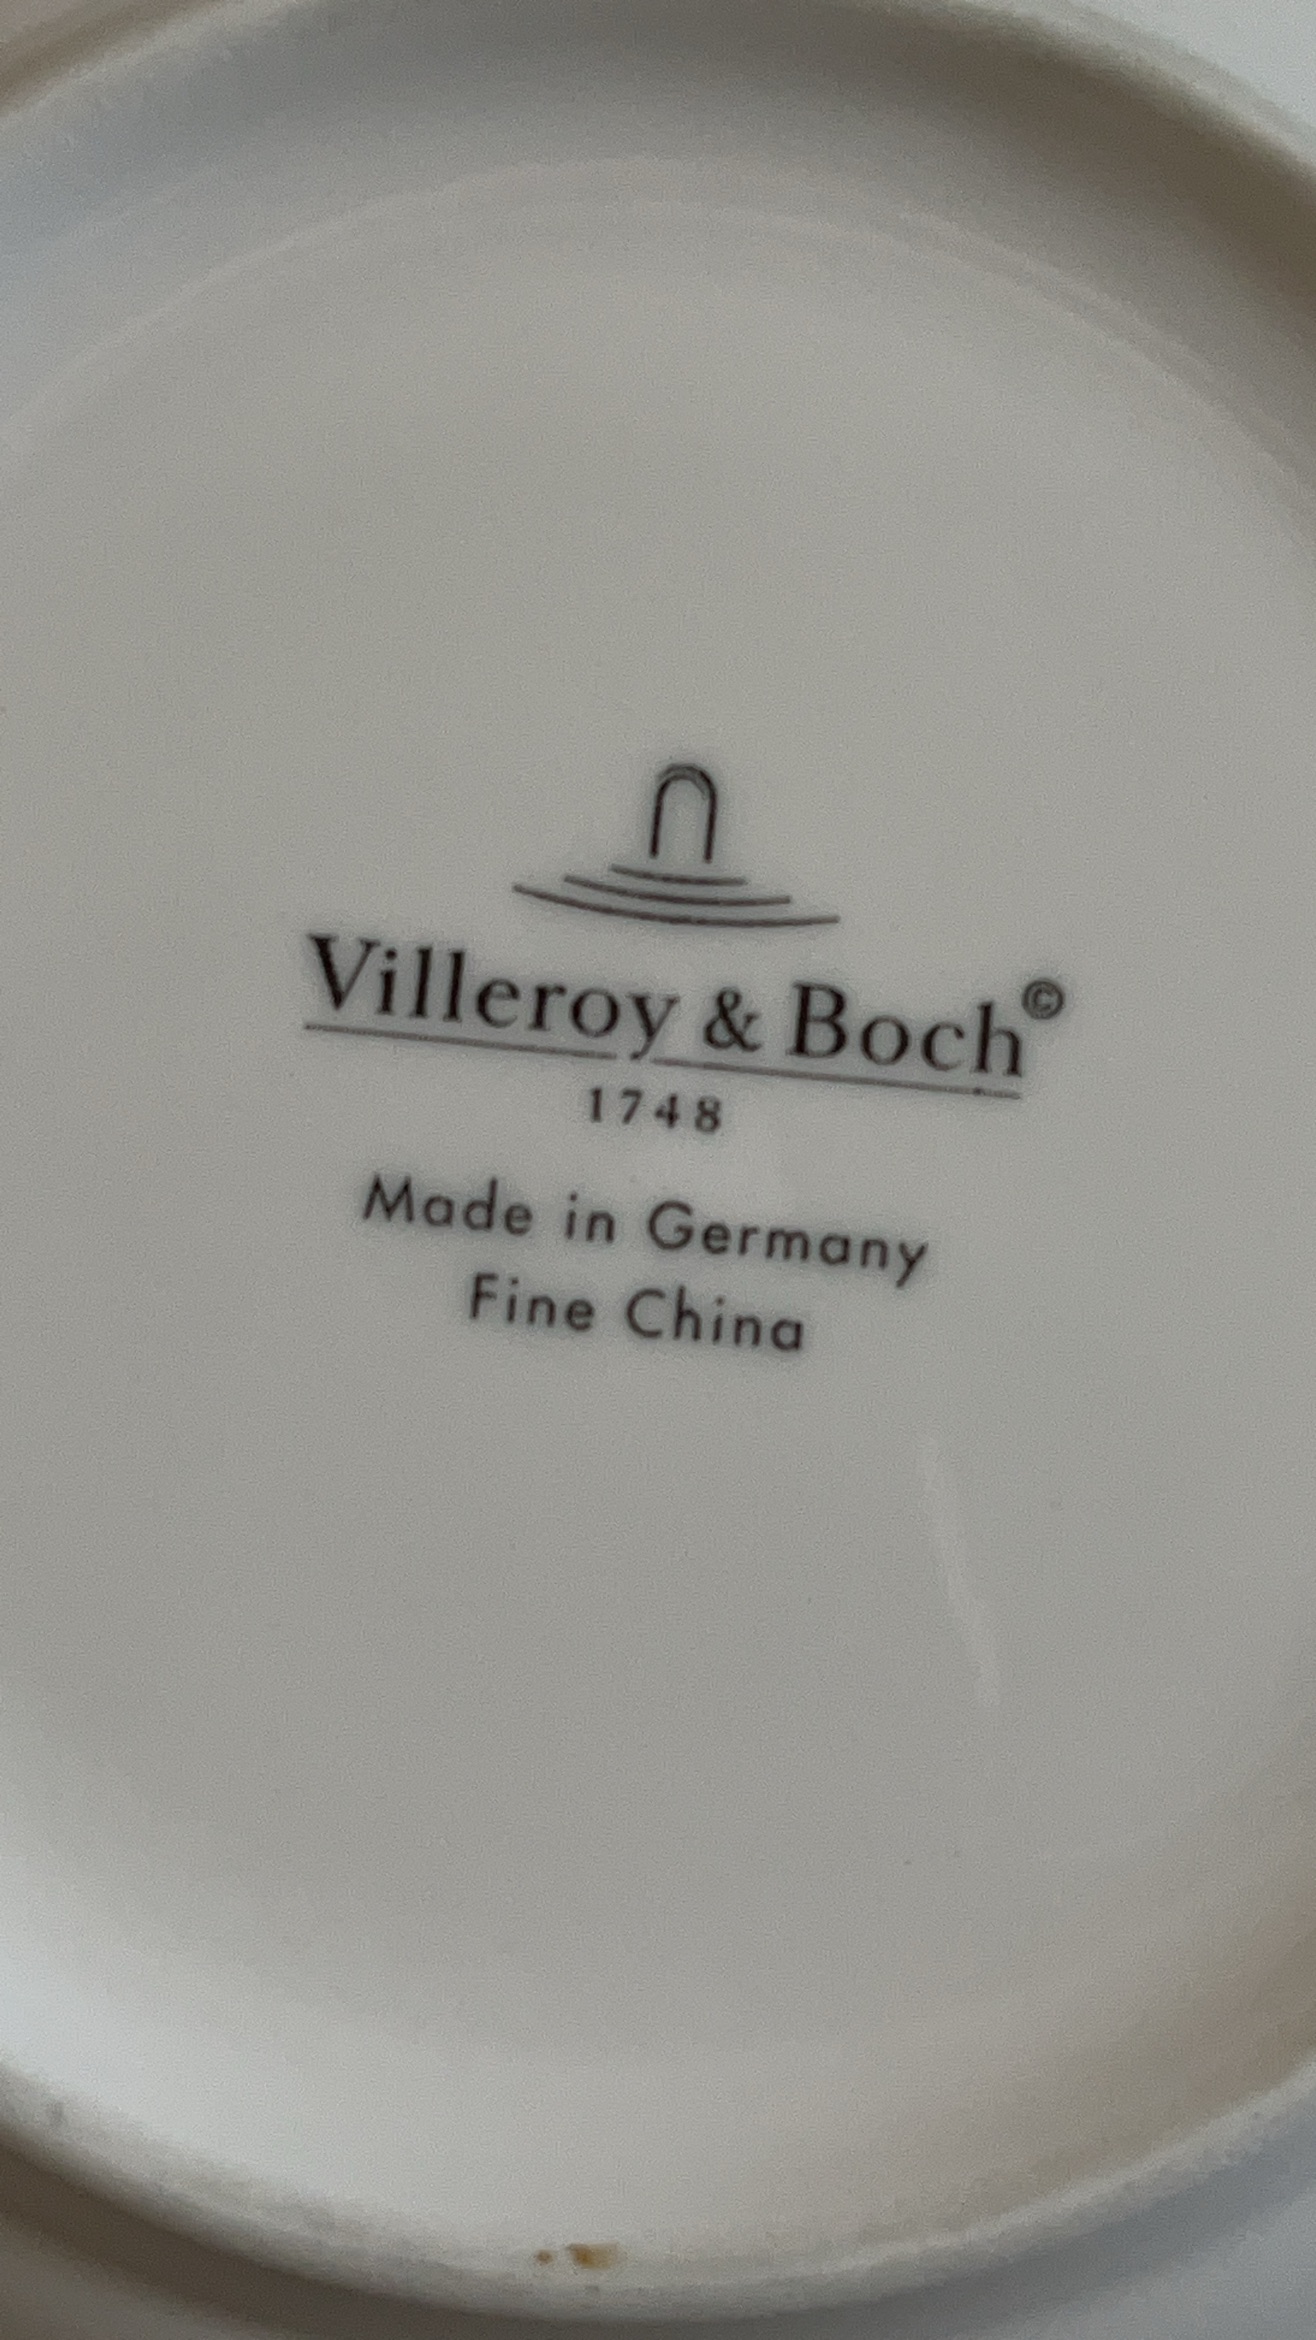 Villeroy & Boch©
1748
Made in Germany
Fine China